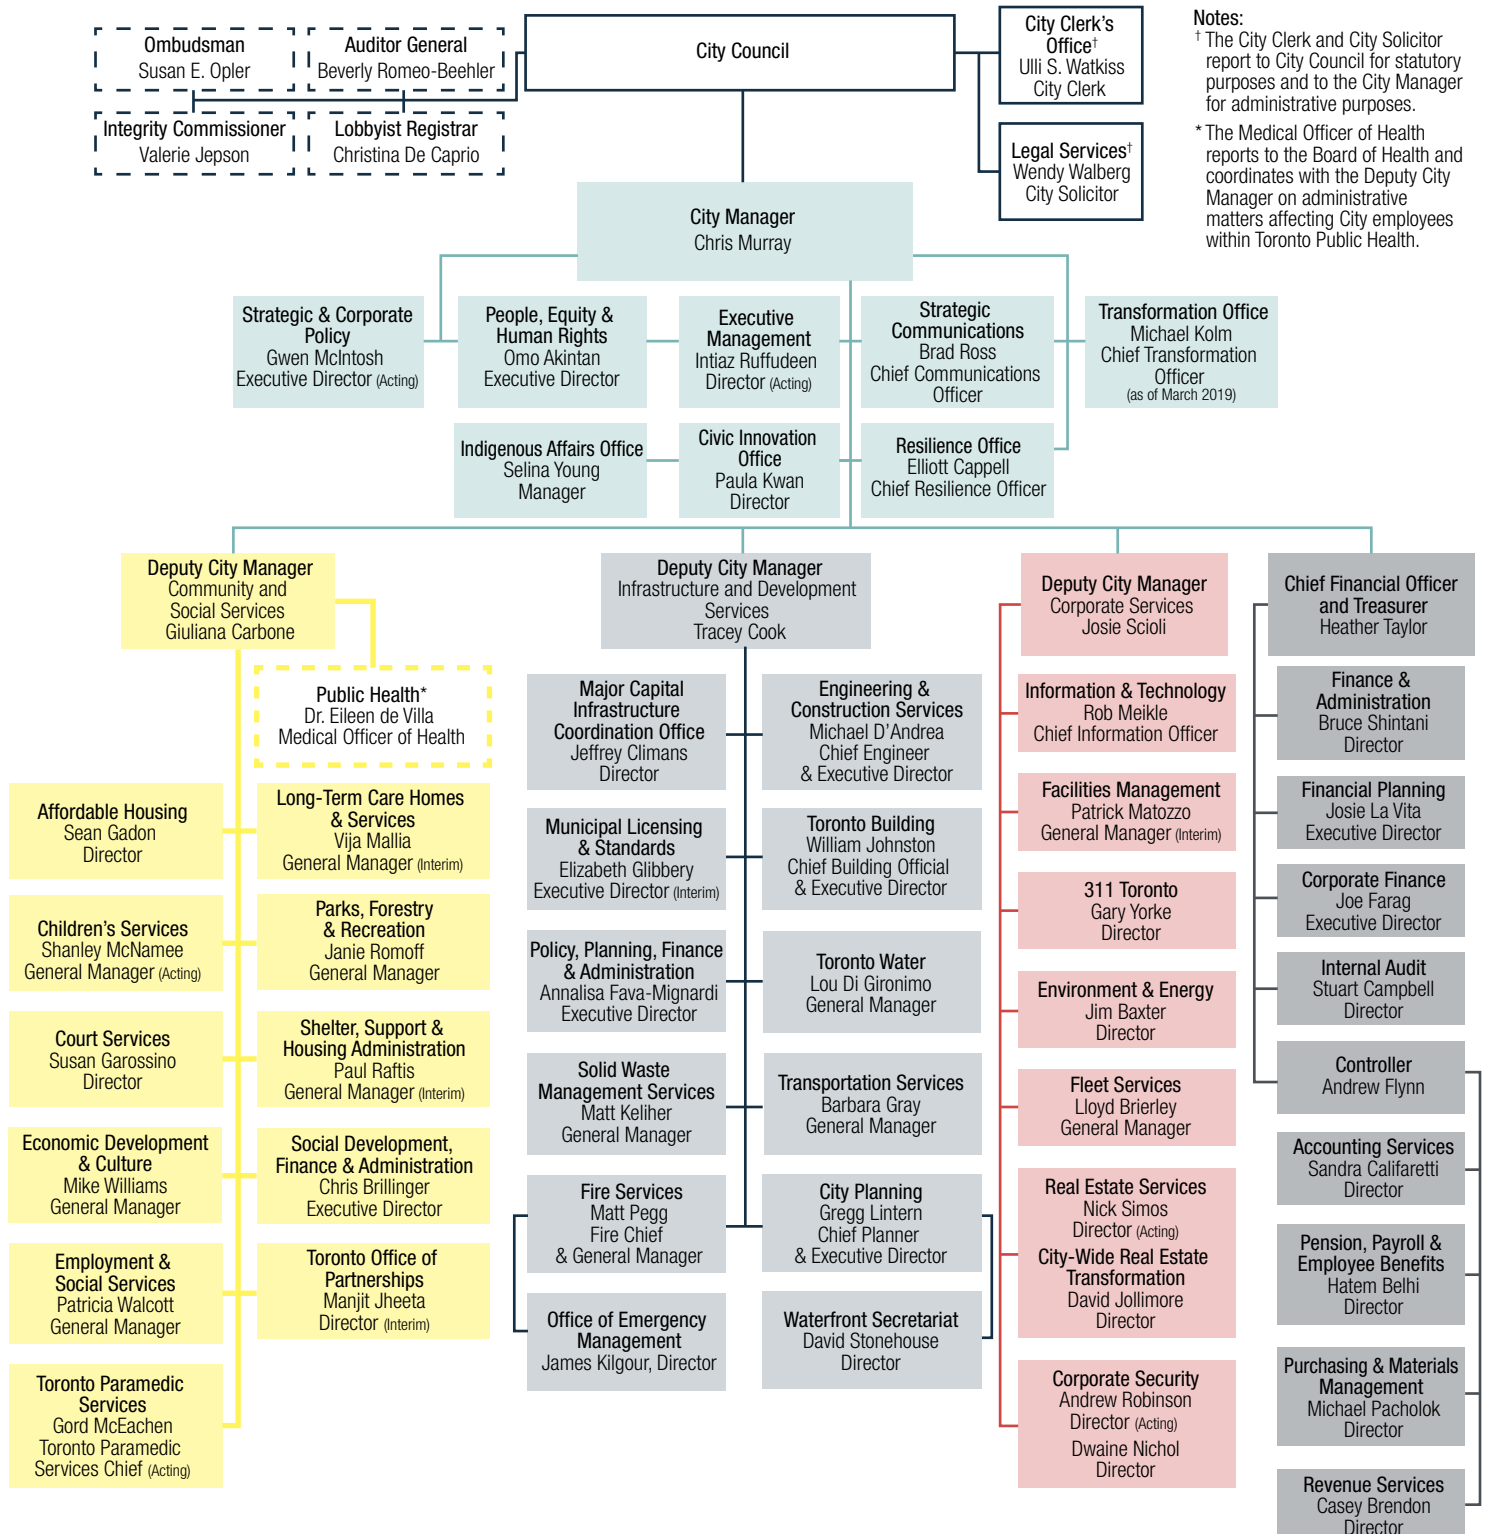 Ombudsman
Susan E. Opler
Auditor General
Beverly Romeo-Beehler
Integrity Commissioner
Valerie Jepson
Lobbyist Registrar
Christina De Caprio
City Council
City Clerk's
Office†
Ulli S. Watkiss
City Clerk
Legal Services†
Wendy Walberg
City Solicitor
Notes:
† The City Clerk and City Solicitor
report to City Council for statutory
purposes and to the City Manager
for administrative purposes.
* The Medical Officer of Health
reports to the Board of Health and
coordinates with the Deputy City
Manager on administrative
matters affecting City employees
within Toronto Public Health.
City Manager
Chris Murray
Strategic & Corporate
Policy
Gwen McIntosh
Executive Director (Acting)
People, Equity &
Human Rights
Omo Akintan
Executive Director
Executive
Management
Intiaz Ruffudeen
Director (Acting)
Strategic
Communications
Brad Ross
Chief Communications
Officer
Transformation Office
Michael Kolm
Chief Transformation
Officer
(as of March 2019)
Indigenous Affairs Office
Selina Young
Manager
Civic Innovation
Office
Paula Kwan
Director
Resilience Office
Elliott Cappell
Chief Resilience Officer
Deputy City Manager
Community and
Social Services
Giuliana Carbone
Public Health*
Dr. Eileen de Villa
Medical Officer of Health
Affordable Housing
Sean Gadon
Director
Long-Term Care Homes
& Services
Vija Mallia
General Manager (Interim)
Children's Services
Shanley McNamee
General Manager (Acting)
Parks, Forestry
& Recreation
Janie Romoff
General Manager
Court Services
Susan Garossino
Director
Shelter, Support &
Housing Administration
Paul Raftis
General Manager (Interim)
Economic Development
& Culture
Mike Williams
General Manager
Social Development,
Finance & Administration
Chris Brillinger
Executive Director
Employment &
Social Services
Patricia Walcott
General Manager
Toronto Office of
Partnerships
Manjit Jheeta
Director (Interim)
Toronto Paramedic
Services
Gord McEachen
Toronto Paramedic
Services Chief (Acting)
Deputy City Manager
Infrastructure and Development
Services
Tracey Cook
Major Capital
Infrastructure
Coordination Office
Jeffrey Climans
Director
Engineering &
Construction Services
Michael D'Andrea
Chief Engineer
& Executive Director
Municipal Licensing
& Standards
Elizabeth Glibbery
Executive Director (Interim)
Toronto Building
William Johnston
Chief Building Official
& Executive Director
Policy, Planning, Finance
& Administration
Annalisa Fava-Mignardi
Executive Director
Toronto Water
Lou Di Gironimo
General Manager
Solid Waste
Management Services
Matt Keliher
General Manager
Transportation Services
Barbara Gray
General Manager
Fire Services
Matt Pegg
Fire Chief
& General Manager
City Planning
Gregg Lintern
Chief Planner
& Executive Director
Office of Emergency
Management
James Kilgour, Director
Waterfront Secretariat
David Stonehouse
Director
Deputy City Manager
Corporate Services
Josie Scioli
Information & Technology
Rob Meikle
Chief Information Officer
Facilities Management
Patrick Matozzo
General Manager (Interim)
311 Toronto
Gary Yorke
Director
Environment & Energy
Jim Baxter
Director
Fleet Services
Lloyd Brierley
General Manager
Real Estate Services
Nick Simos
Director (Acting)
City-Wide Real Estate
Transformation
David Jollimore
Director
Corporate Security
Andrew Robinson
Director (Acting)
Dwaine Nichol
Director
Chief Financial Officer
and Treasurer
Heather Taylor
Finance &
Administration
Bruce Shintani
Director
Financial Planning
Josie La Vita
Executive Director
Corporate Finance
Joe Farag
Executive Director
Internal Audit
Stuart Campbell
Director
Controller
Andrew Flynn
Accounting Services
Sandra Califaretti
Director
Pension, Payroll &
Employee Benefits
Hatem Belhi
Director
Purchasing & Materials
Management
Michael Pacholok
Director
Revenue Services
Casey Brendon
Director